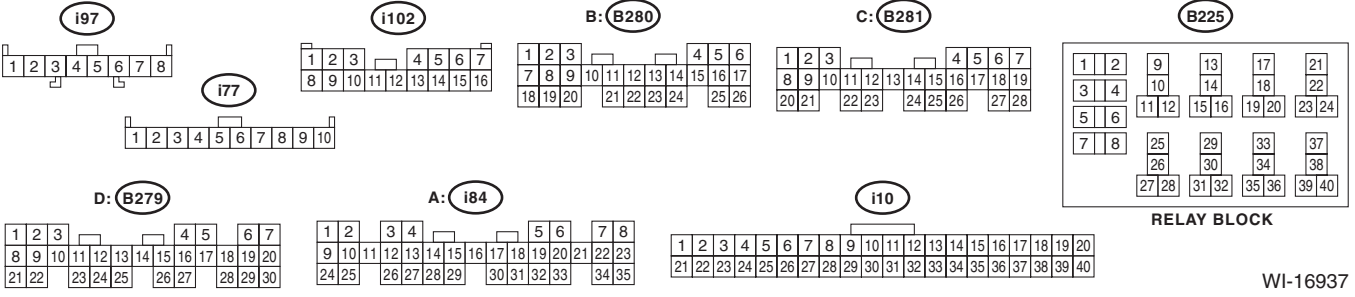 i97
1 2 3 4 5 6 7 8
i77
1 2 3 4 5 6 7 8 9 10
i102
1 2 3 4 5 6 7
8 9 10 11 12 13 14 15 16
B: B280
1 2 3 4 5 6
7 8 9 10 11 12 13 14 15 16 17
18 19 20 21 22 23 24 25 26
C: B281
1 2 3 4 5 6 7
8 9 10 11 12 13 14 15 16 17 18 19
20 21 22 23 24 25 26 27 28
B225
1 2 9 13 17 21
3 4 10 14 18 22
11 12 15 16 19 20 23 24
5 6
7 8 25 29 33 37
26 30 34 38
27 28 31 32 35 36 39 40
RELAY BLOCK
D: B279
1 2 3 4 5 6 7
8 9 10 11 12 13 14 15 16 17 18 19 20
21 22 23 24 25 26 27 28 29 30
A: i84
1 2 3 4 5 6 7 8
9 10 11 12 13 14 15 16 17 18 19 20 21 22 23
24 25 26 27 28 29 30 31 32 33 34 35
i10
1 2 3 4 5 6 7 8 9 10 11 12 13 14 15 16 17 18 19 20
21 22 23 24 25 26 27 28 29 30 31 32 33 34 35 36 37 38 39 40
WI-16937